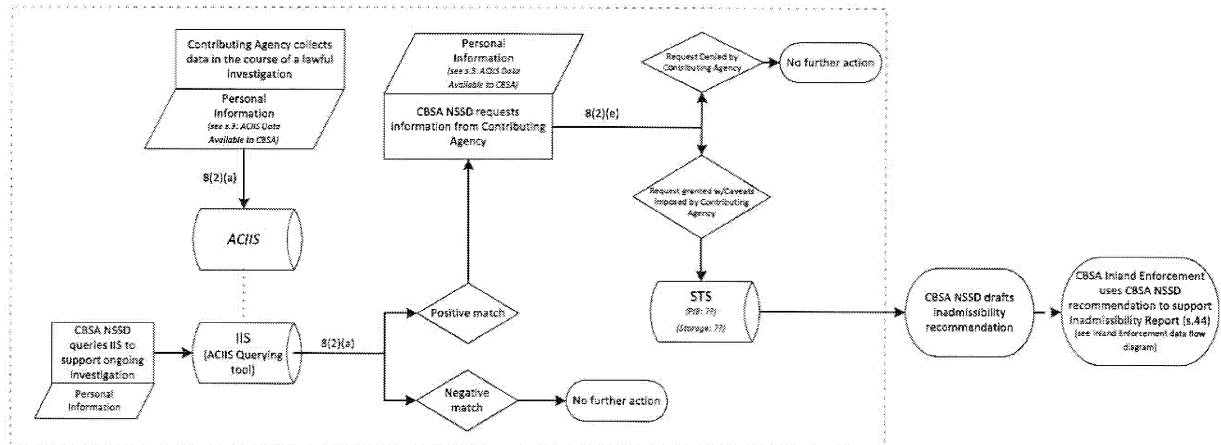 Contributing Agency collects
data in the course of a lawful
investigation
Personal
Information
(see s.3: ACIIS Data
Available to CBSA)
8(2)(a)
ACIIS
CBSA NSSD
queries IIS to
support ongoing
investigation
Personal
Information
IIS
(ACIIS Querying
tool)
8(2)(a)
Positive match
Negative
match
No further action
Personal
Information
(see s.3: ACIIS Data
Available to CBSA)
CBSA NSSD requests
information from Contributing
Agency
8(2)(e)
Request Denied by
Contributing Agency
No further action
Request granted w/Caveats
imposed by Contributing
Agency
STS
(PIB: ??)
(Storage: ??)
CBSA NSSD drafts
inadmissibility
recommendation
CBSA Inland Enforcement
uses CBSA NSSD
recommendation to support
Inadmissibility Report (s.44)
(see Inland Enforcement data flow
diagram)